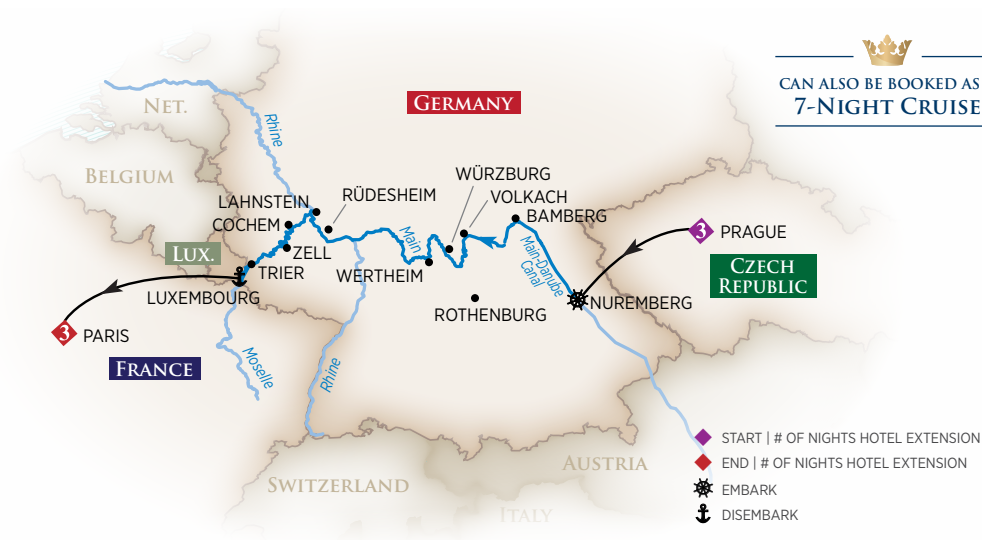 CAN ALSO BE BOOKED AS
7-NIGHT CRUISE
NET.
Rhine
GERMANY
BELGIUM
WÜRZBURG
RÜDESHEIM
VOLKACH
LAHNSTEIN
BAMBERG
COCHEM
Main
3 PRAGUE
LUX.
ZELL
Main-Danube
Canal
CZECH
REPUBLIC
TRIER
WERTHEIM
LUXEMBOURG
NUREMBERG
ROTHENBURG
3 PARIS
FRANCE
Moselle
Rhine
START | # OF NIGHTS HOTEL EXTENSION
END | # OF NIGHTS HOTEL EXTENSION
AUSTRIA
SWITZERLAND
EMBARK
ITALY
DISEMBARK